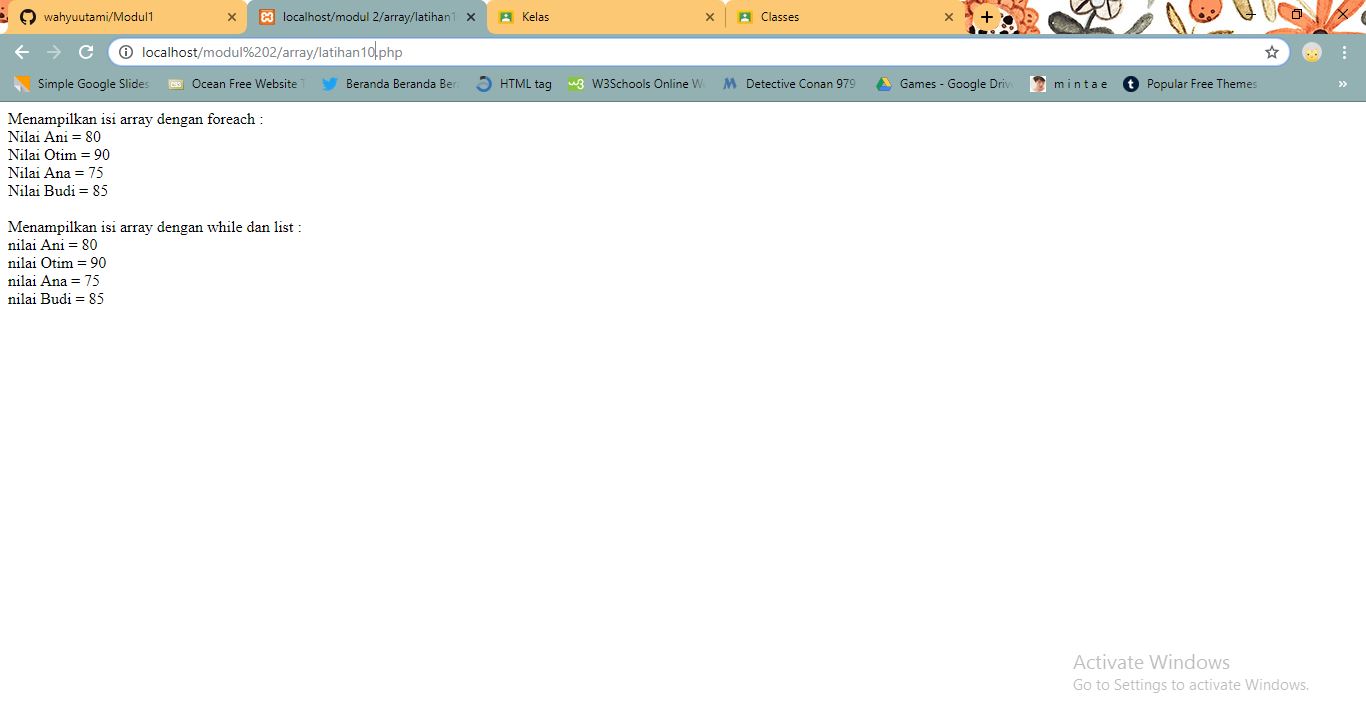 wahyuutami/Modul1
localhost/modul 2/array/latihan1
Kelas
Classes
localhost/modul%202/array/latihan10.php
Simple Google Slides
Ocean Free Website T
Beranda Beranda Ber
HTML tag
W3Schools Online W
Detective Conan 979
Games - Google Driv
m i n t a e
Popular Free Themes
»
Menampilkan isi array dengan foreach :
Nilai Ani = 80
Nilai Otim = 90
Nilai Ana = 75
Nilai Budi = 85
Menampilkan isi array dengan while dan list :
nilai Ani = 80
nilai Otim = 90
nilai Ana = 75
nilai Budi = 85
Activate Windows
Go to Settings to activate Windows.